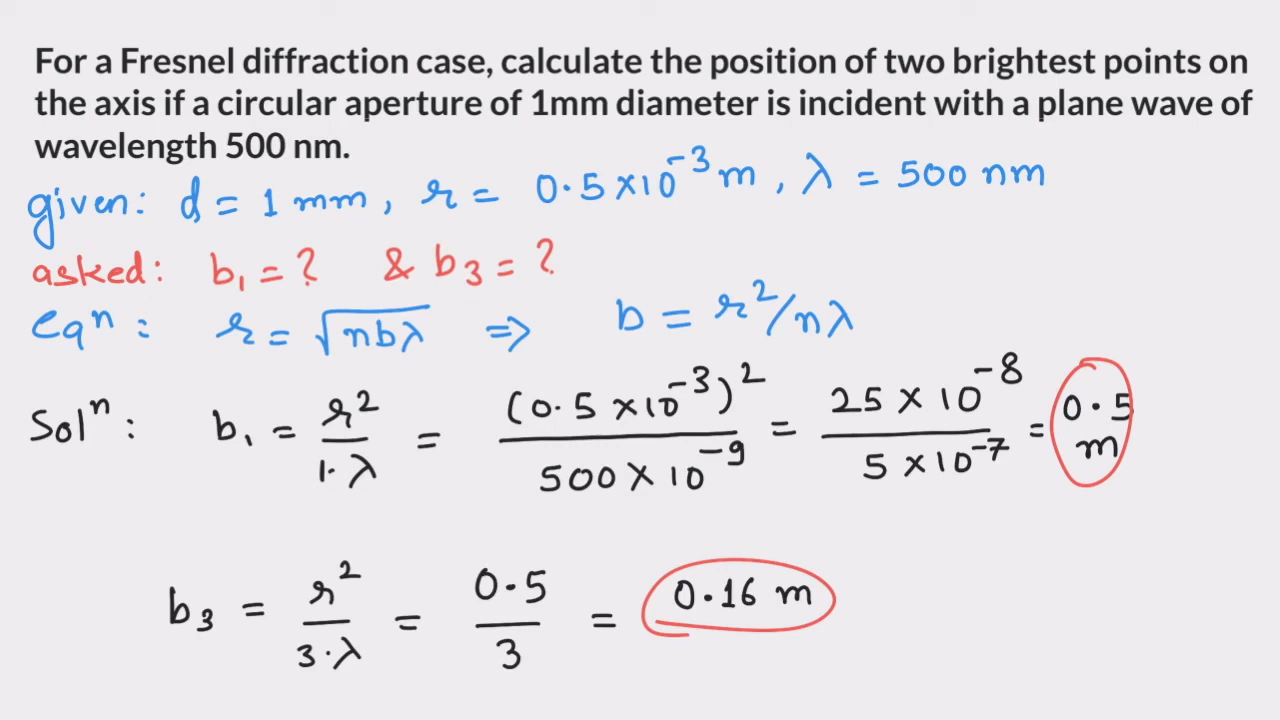 For a Fresnel diffraction case, calculate the position of two brightest points on
the axis if a circular aperture of 1mm diameter is incident with a plane wave of
wavelength 500 nm.
given: d = 1 mm, r = 0.5×10⁻³ m, λ = 500 nm
asked: b₁ = ? & b₃ = ?
eqⁿ: r = √nbλ ⇒ b = r²/nλ
Solⁿ: b₁ = r²/1·λ = (0.5×10⁻³)²/500×10⁻⁹ = 25×10⁻⁸/5×10⁻⁷ = 0.5 m
b₃ = r²/3·λ = 0.5/3 = 0.16 m